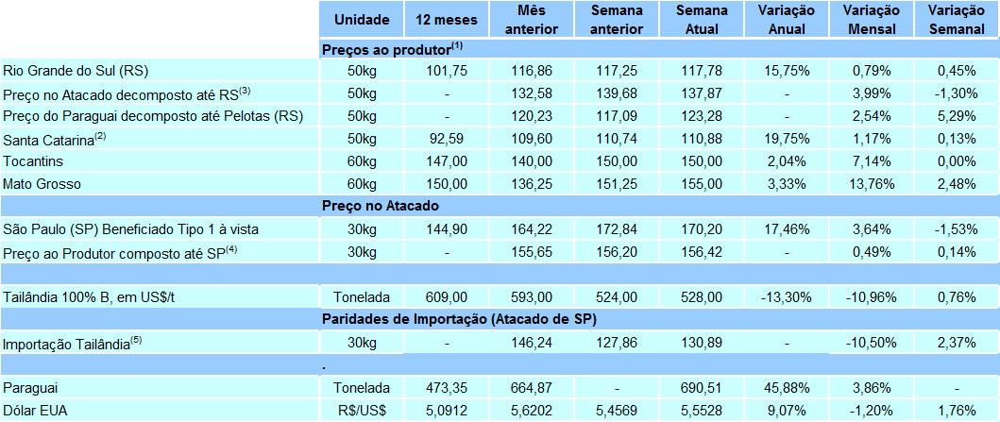 Unidade 12 meses Mês anterior Semana anterior Semana Atual Variação Anual Variação Mensal Variação Semanal
Preços ao produtor(1)
Rio Grande do Sul (RS) 50kg 101,75 116,86 117,25 117,78 15,75% 0,79% 0,45%
Preço no Atacado decomposto até RS(3) 50kg - 132,58 139,68 137,87 - 3,99% -1,30%
Preço do Paraguai decomposto até Pelotas (RS) 50kg - 120,23 117,09 123,28 - 2,54% 5,29%
Santa Catarina(2) 50kg 92,59 109,60 110,74 110,88 19,75% 1,17% 0,13%
Tocantins 60kg 147,00 140,00 150,00 150,00 2,04% 7,14% 0,00%
Mato Grosso 60kg 150,00 136,25 151,25 155,00 3,33% 13,76% 2,48%
Preço no Atacado
São Paulo (SP) Beneficiado Tipo 1 à vista 30kg 144,90 164,22 172,84 170,20 17,46% 3,64% -1,53%
Preço ao Produtor composto até SP(4) 30kg - 155,65 156,20 156,42 - 0,49% 0,14%
Tailândia 100% B, em US$/t Tonelada 609,00 593,00 524,00 528,00 -13,30% -10,96% 0,76%
Paridades de Importação (Atacado de SP)
Importação Tailândia(5) 30kg - 146,24 127,86 130,89 - -10,50% 2,37%
.
Paraguai Tonelada 473,35 664,87 - 690,51 45,88% 3,86% -
Dólar EUA R$/US$ 5,0912 5,6202 5,4569 5,5528 9,07% -1,20% 1,76%